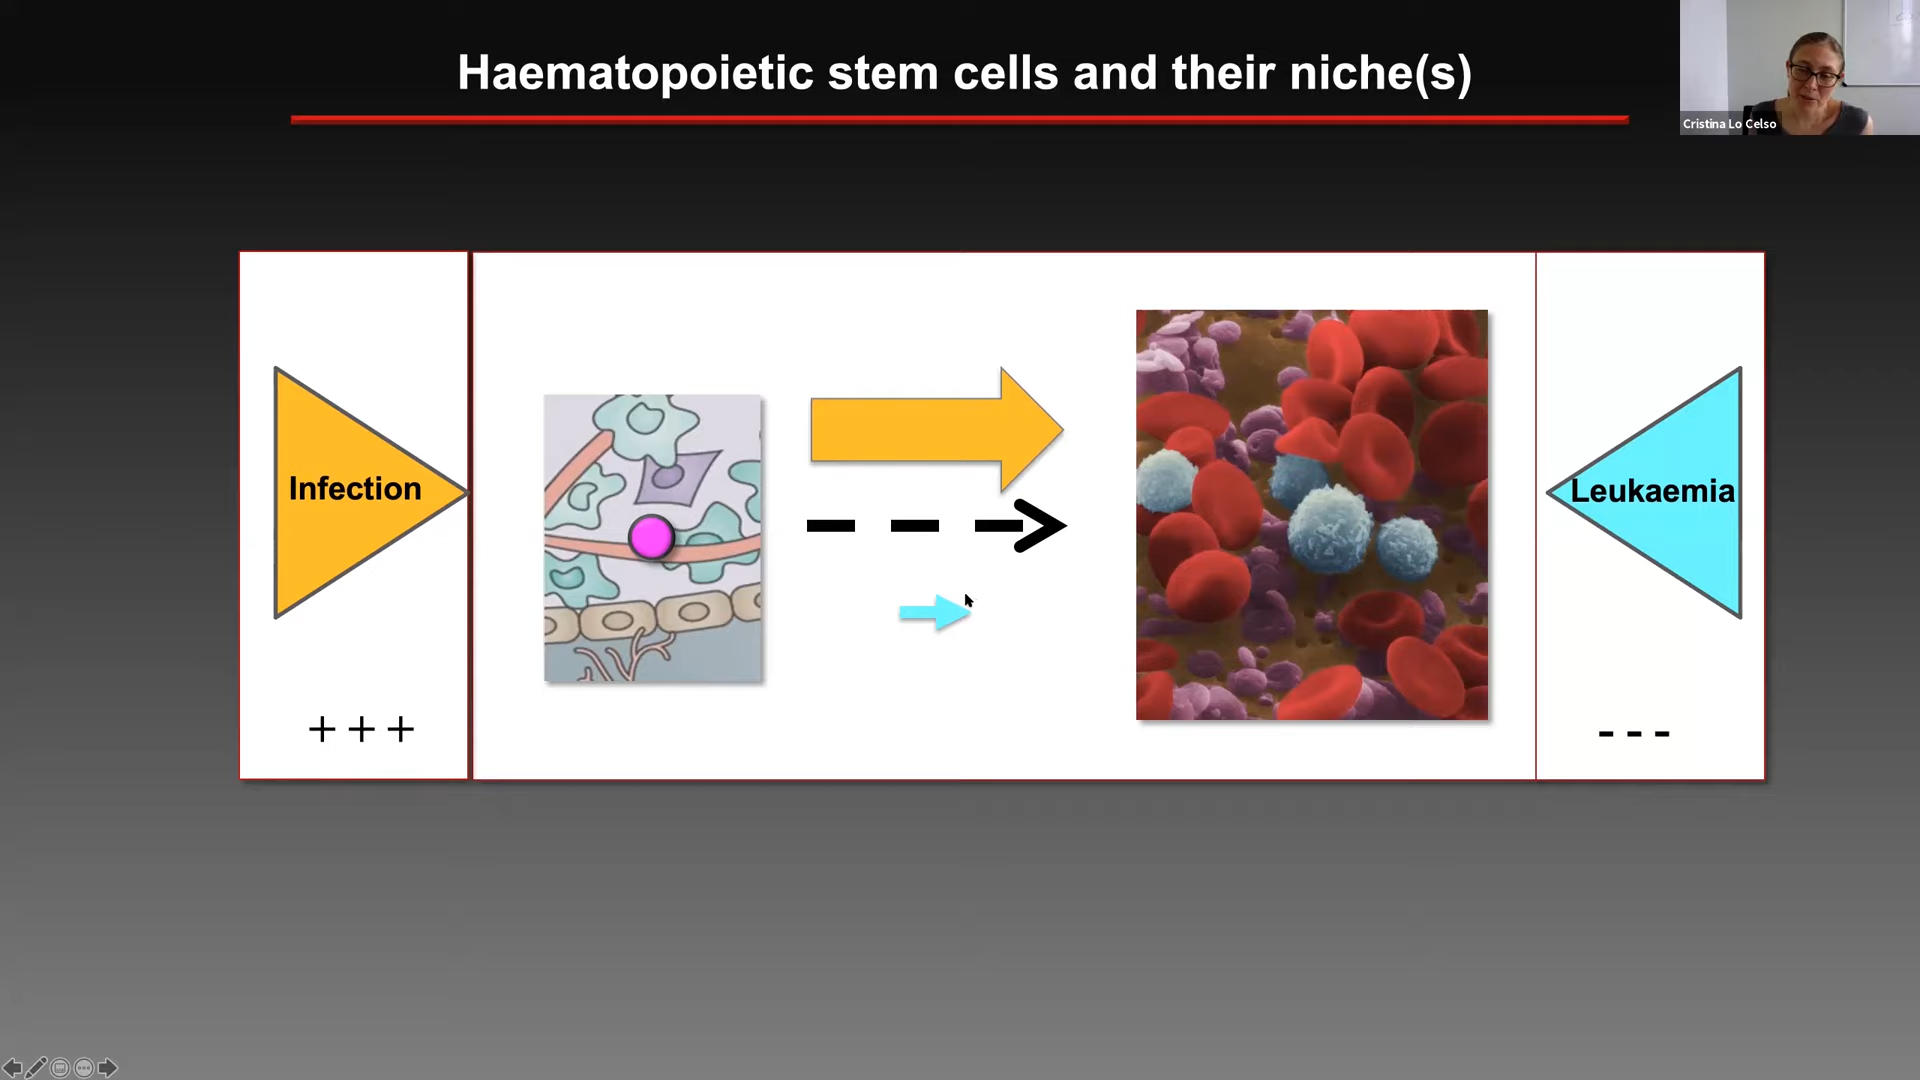 Haematopoietic stem cells and their niche(s)
Cristina Lo Celso
Infection
Leukaemia
+ + +
- - -